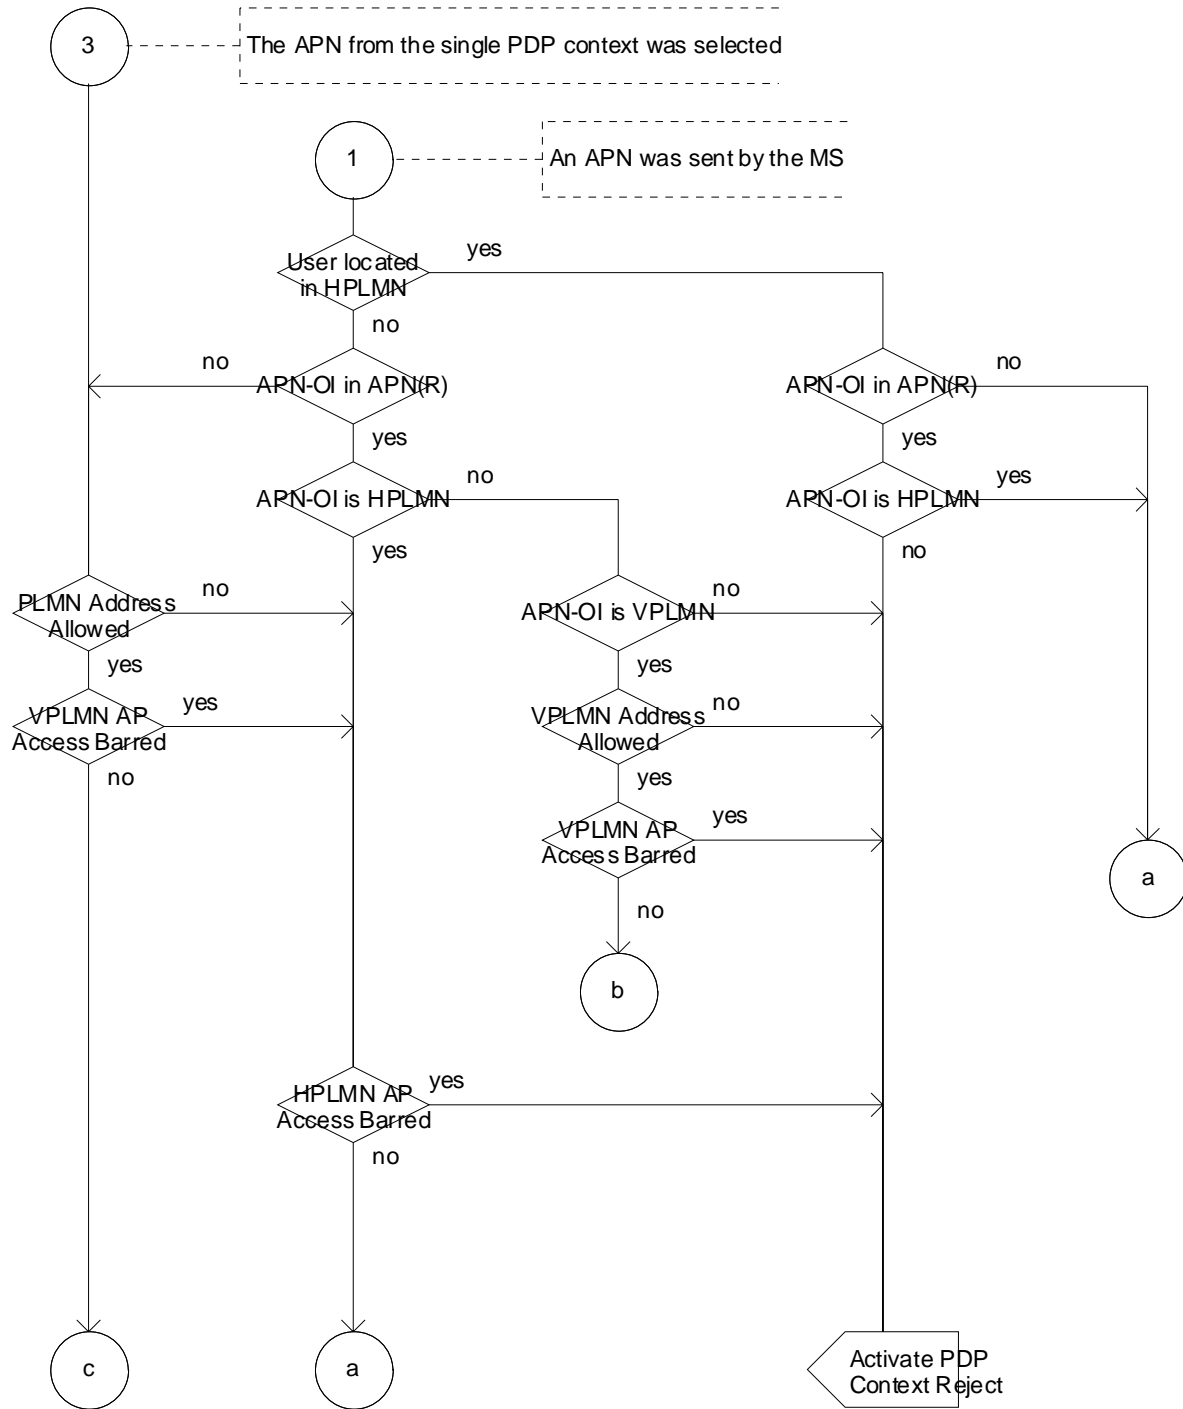 3
The APN from the single PDP context was selected
1
An APN was sent by the MS
User located
in HPLMN
yes
no
no
APN-OI in APN(R)
APN-OI in APN(R)
no
yes
yes
APN-OI is HPLMN
no
APN-OI is HPLMN
yes
yes
no
PLMN Address
Allowed
no
APN-OI is VPLMN
no
yes
yes
VPLMN AP
Access Barred
yes
VPLMN Address
Allowed
no
no
yes
VPLMN AP
Access Barred
yes
a
no
b
HPLMN AP
Access Barred
yes
no
c
a
Activate PDP
Context Reject